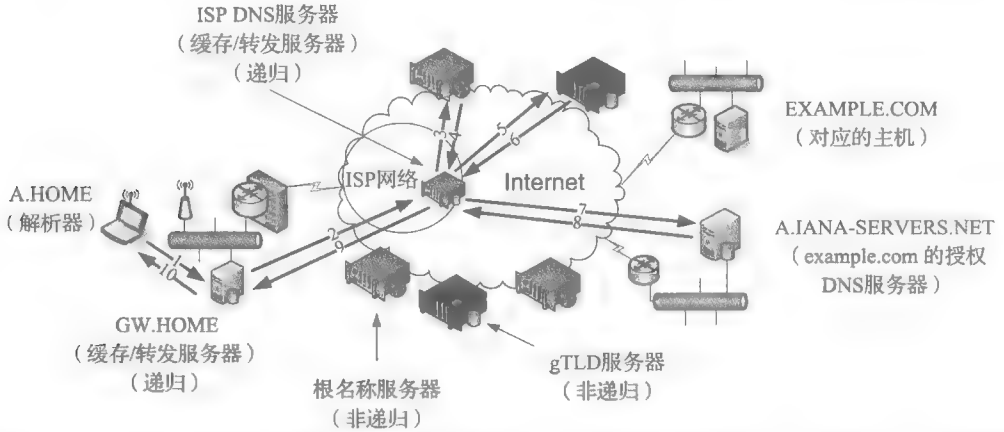 ISP DNS服务器
（缓存/转发服务器）
（递归）
EXAMPLE.COM
（对应的主机）
A.HOME
（解析器）
ISP网络
Internet
3
4
5
6
7
8
2
9
1
10
A.IANA-SERVERS.NET
（example.com 的授权
DNS服务器）
GW.HOME
（缓存/转发服务器）
（递归）
根名称服务器
（非递归）
gTLD服务器
（非递归）